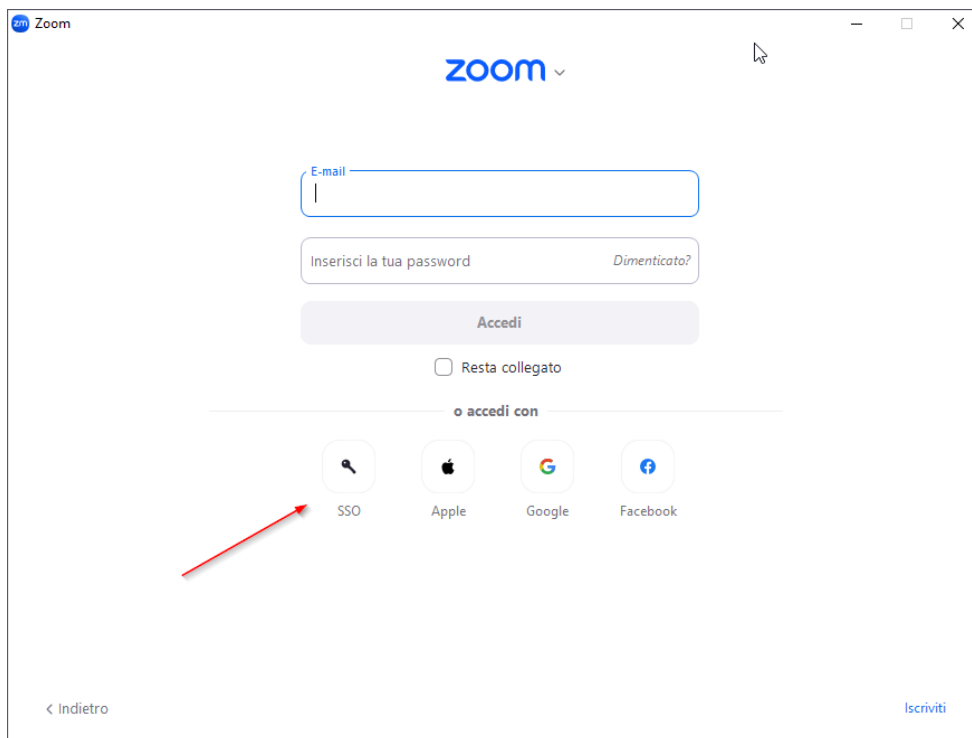 zm Zoom
zoom
E-mail
Inserisci la tua password Dimenticato?
Accedi
Resta collegato
o accedi con
SSO Apple Google Facebook
Indietro Iscriviti